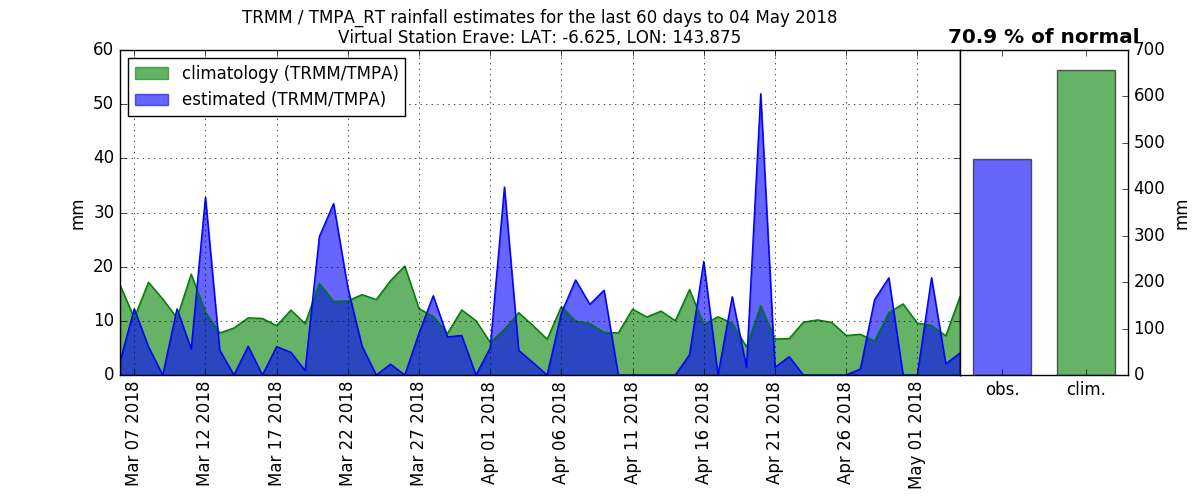 TRMM / TMPA_RT rainfall estimates for the last 60 days to 04 May 2018
Virtual Station Erave: LAT: -6.625, LON: 143.875
70.9 % of normal
climatology (TRMM/TMPA)
estimated (TRMM/TMPA)
mm
60
50
40
30
20
10
0
Mar 07 2018
Mar 12 2018
Mar 17 2018
Mar 22 2018
Mar 27 2018
Apr 01 2018
Apr 06 2018
Apr 11 2018
Apr 16 2018
Apr 21 2018
Apr 26 2018
May 01 2018
obs.
clim.
700
600
500
400
300
200
100
0
mm